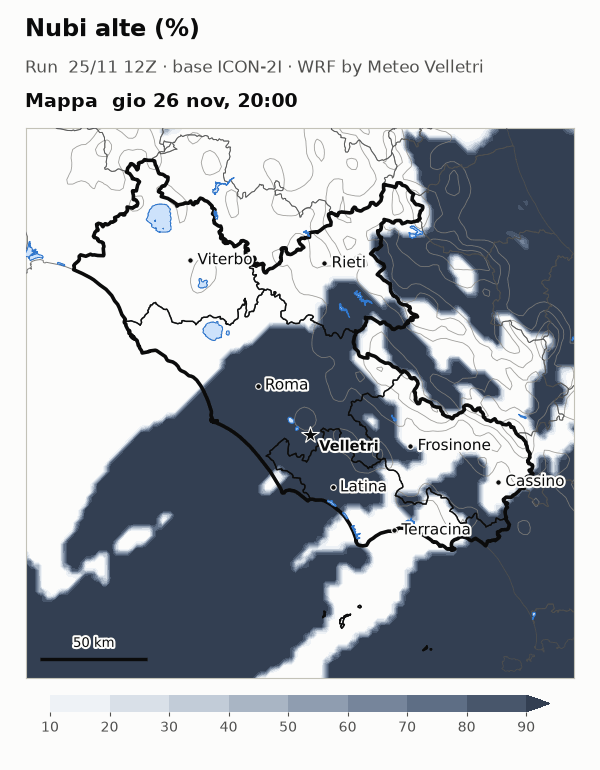 Nubi alte (%)
Run  25/11 12Z · base ICON-2I · WRF by Meteo Velletri
Mappa  gio 26 nov, 20:00
Viterbo
Rieti
Roma
Velletri
Frosinone
Cassino
Latina
Terracina
50 km
10 20 30 40 50 60 70 80 90